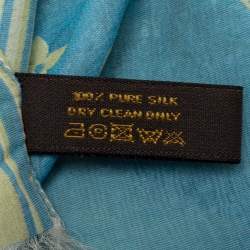 100% PURE SILK
DRY CLEAN ONLY